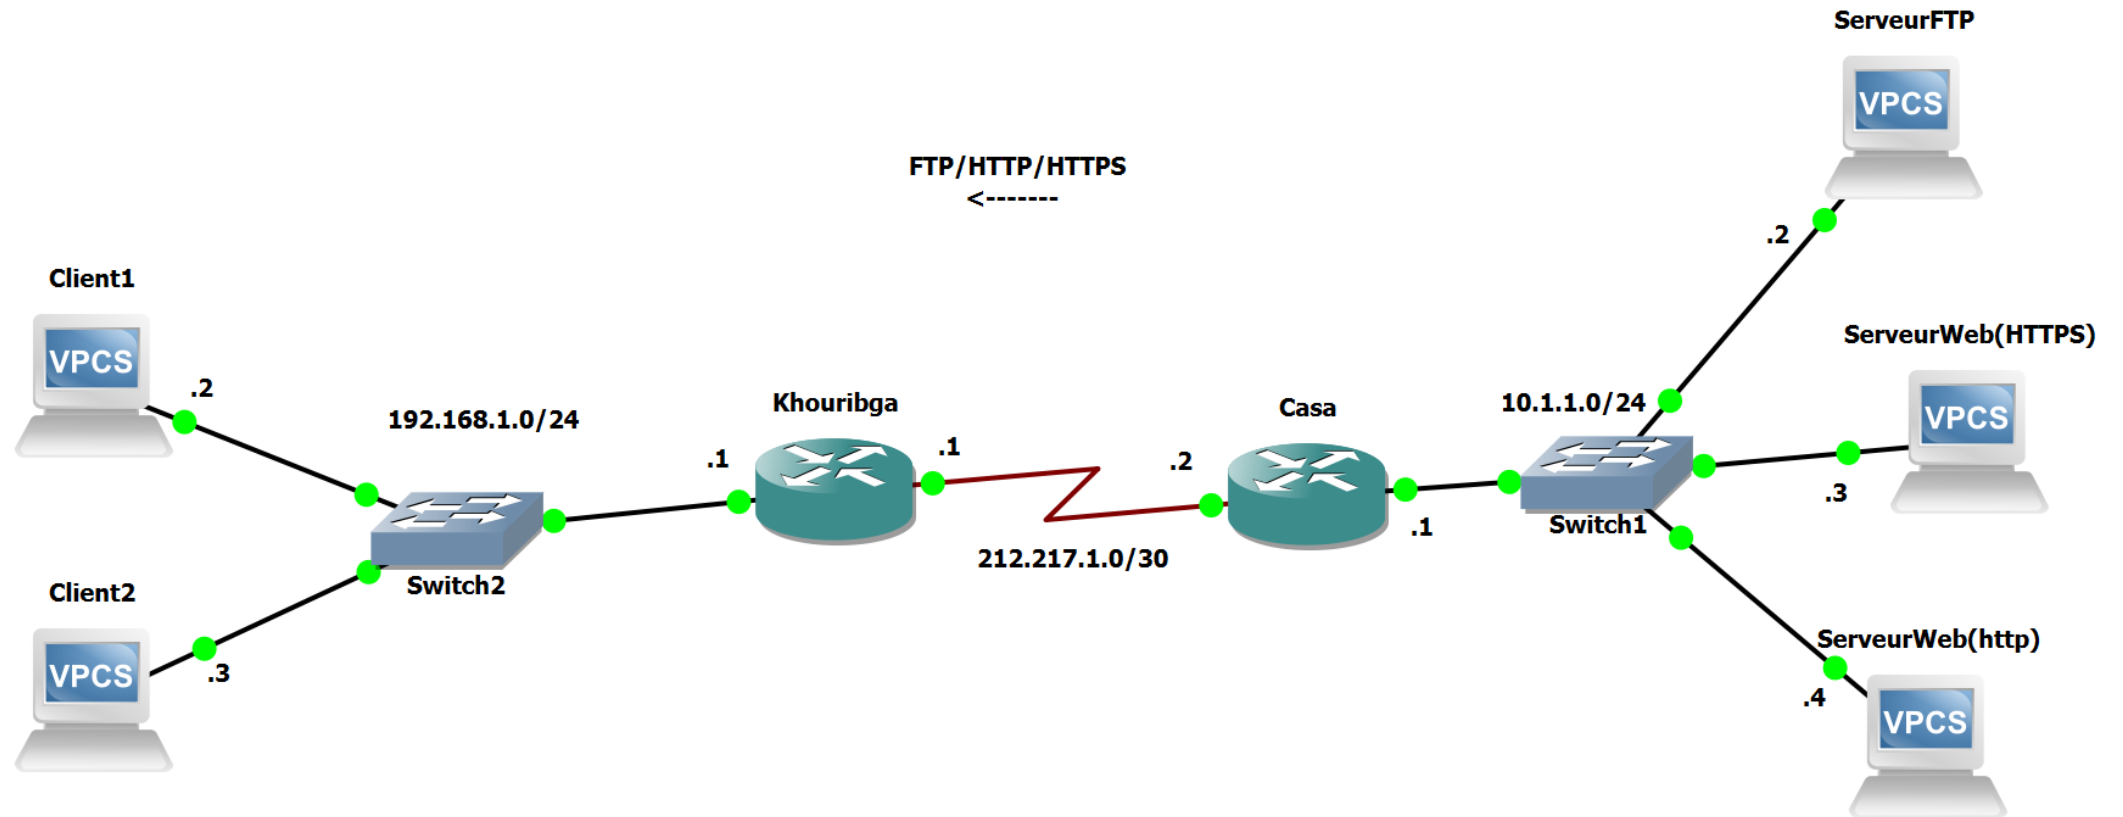 ServeurFTP
VPCS
.2
FTP/HTTP/HTTPS
<-------
Client1
VPCS
.2
192.168.1.0/24
Switch2
Client2
VPCS
.3
Khouribga
.1
.1
212.217.1.0/30
Casa
.2
.1
10.1.1.0/24
Switch1
ServeurWeb(HTTPS)
VPCS
.3
ServeurWeb(http)
VPCS
.4